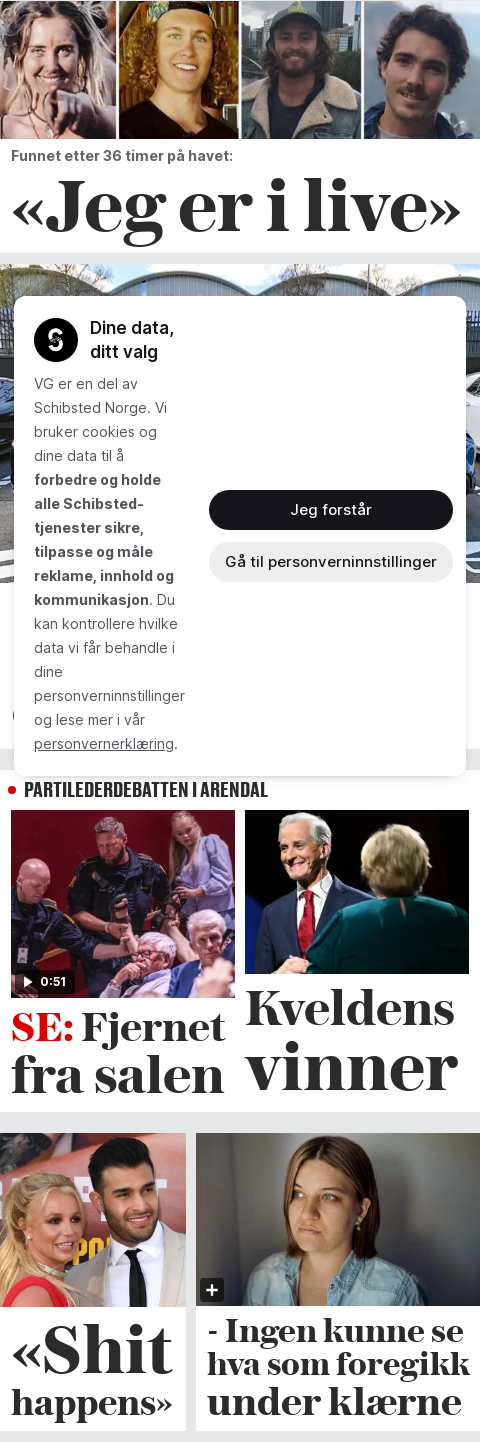 Funnet etter 36 timer på havet:
«Jeg er i live»
Dine data,
ditt valg
VG er en del av
Schibsted Norge. Vi
bruker cookies og
dine data til å
forbedre og holde
alle Schibsted-
tjenester sikre,
tilpasse og måle
reklame, innhold og
kommunikasjon. Du
kan kontrollere hvilke
data vi får behandle i
dine
personverninnstillinger
og lese mer i vår
personvernerklæring.
Jeg forstår
Gå til personverninnstillinger
PARTILEDERDEBATTEN I ARENDAL
0:51
SE: Fjernet
fra salen
Kveldens
vinner
«Shit
happens»
- Ingen kunne se
hva som foregikk
under klærne